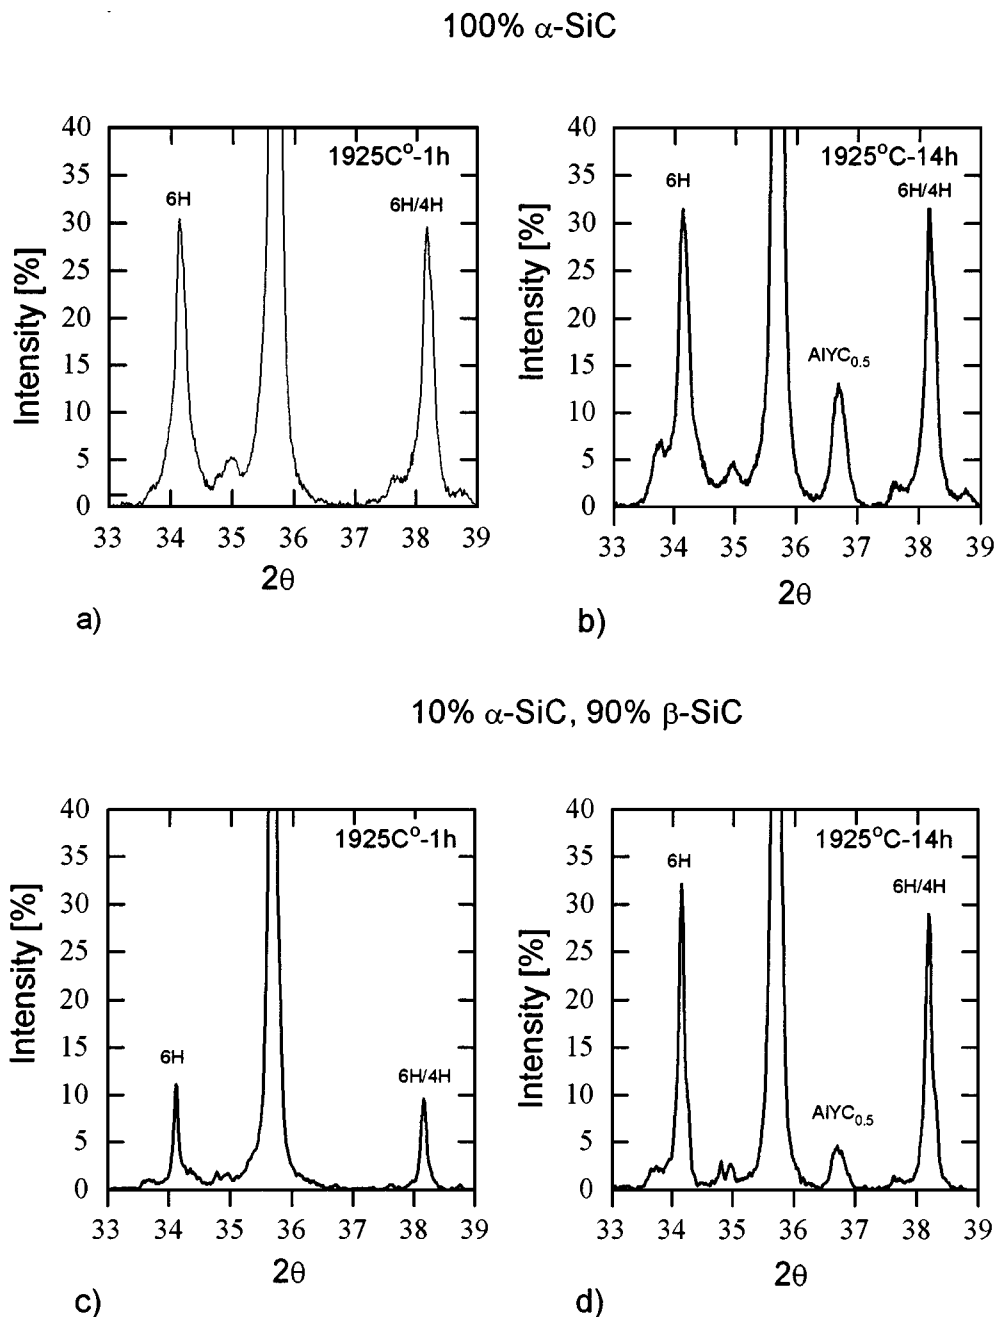 100% α-SiC
1925C°-1h
6H
6H/4H
Intensity [%]
40
35
30
25
20
15
10
5
0
33 34 35 36 37 38 39
2θ
a)
1925°C-14h
6H
6H/4H
AlYC0.5
Intensity [%]
40
35
30
25
20
15
10
5
0
33 34 35 36 37 38 39
2θ
b)
10% α-SiC, 90% β-SiC
1925C°-1h
6H
6H/4H
Intensity [%]
40
35
30
25
20
15
10
5
0
33 34 35 36 37 38 39
2θ
c)
1925°C-14h
6H
6H/4H
AlYC0.5
Intensity [%]
40
35
30
25
20
15
10
5
0
33 34 35 36 37 38 39
2θ
d)